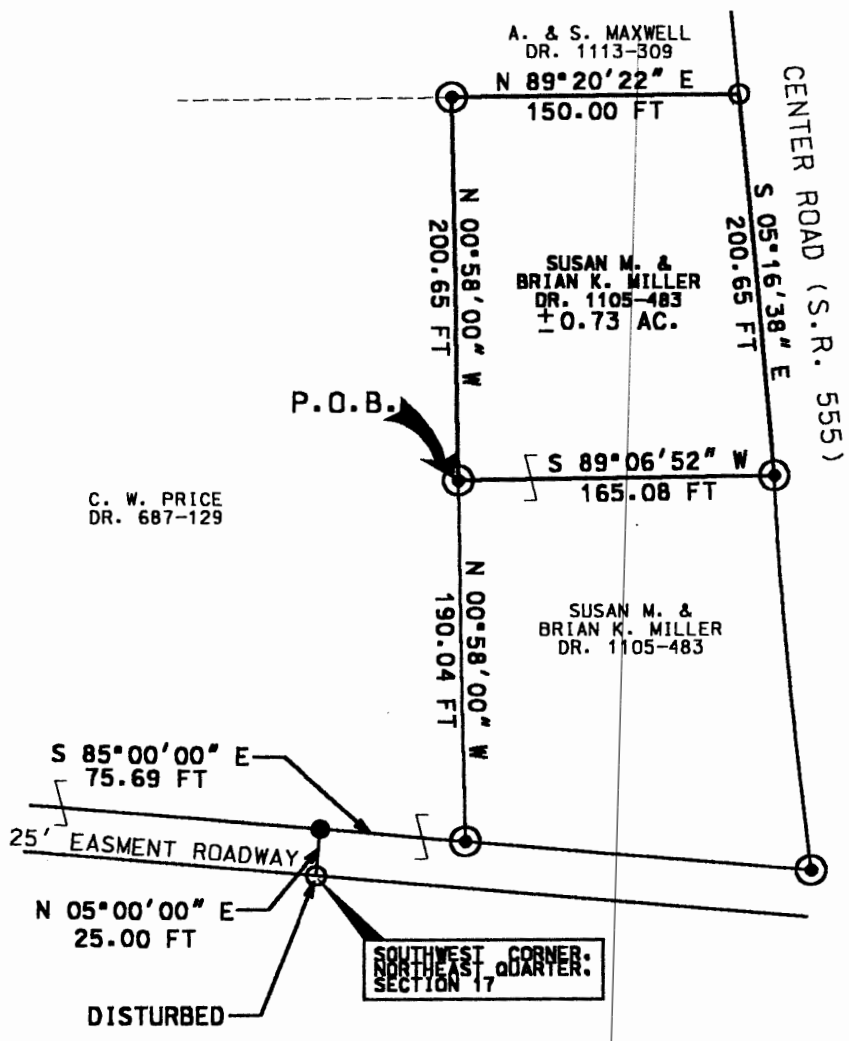 A. & S. MAXWELL
DR. 1113-309
N 89°20'22" E
150.00 FT
CENTER ROAD (S.R. 555)
N 00°58'00" W
200.65 FT
S 05°16'38" E
200.65 FT
SUSAN M. &
BRIAN K. MILLER
DR. 1105-483
±0.73 AC.
P.O.B.
S 89°06'52" W
165.08 FT
C. W. PRICE
DR. 687-129
N 00°58'00" W
190.04 FT
SUSAN M. &
BRIAN K. MILLER
DR. 1105-483
S 85°00'00" E
75.69 FT
25' EASMENT ROADWAY
N 05°00'00" E
25.00 FT
SOUTHWEST CORNER.
NORTHEAST QUARTER.
SECTION 17
DISTURBED